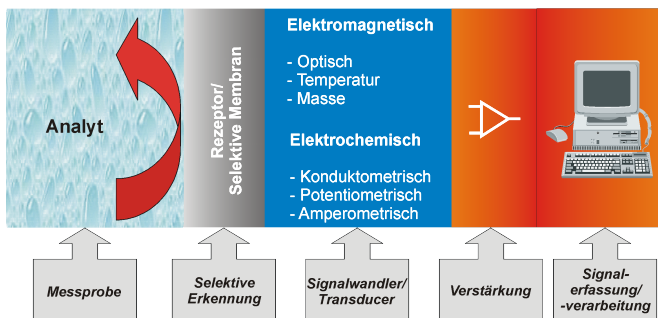 Analyt
Rezeptor/
Selektive Membran
Elektromagnetisch
- Optisch
- Temperatur
- Masse
Elektrochemisch
- Konduktometrisch
- Potentiometrisch
- Amperometrisch
Messprobe
Selektive
Erkennung
Signalwandler/
Transducer
Verstärkung
Signal-
erfassung/
-verarbeitung